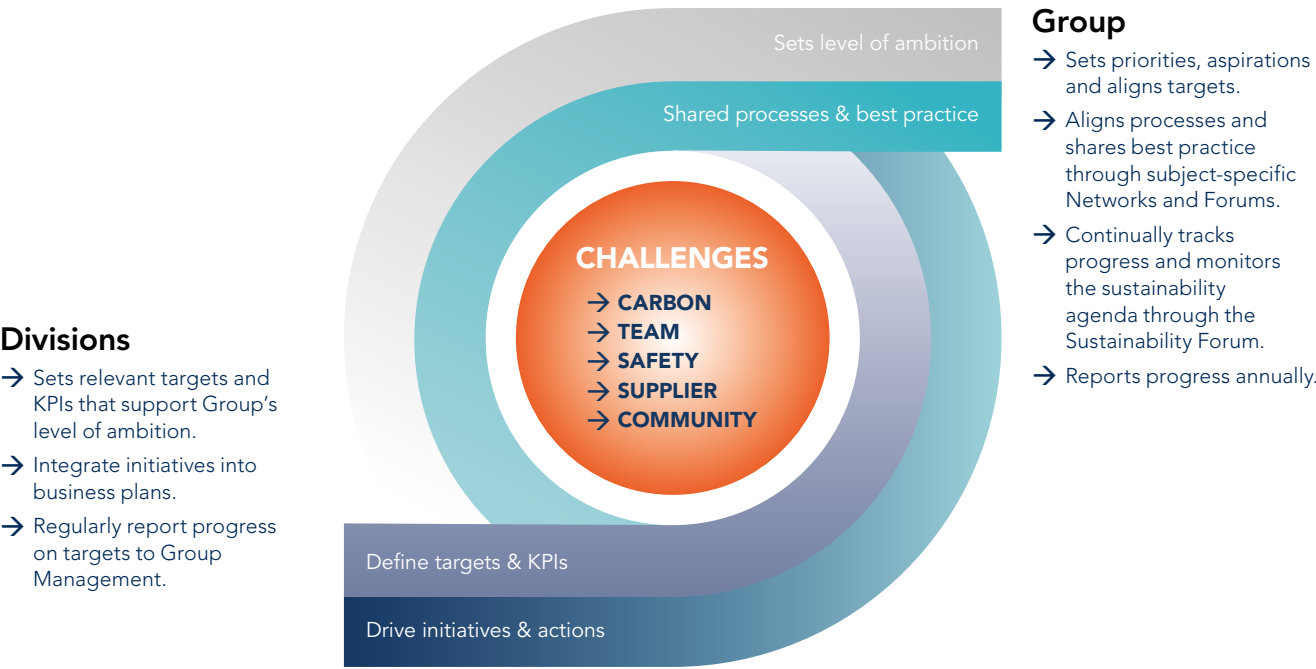 Sets level of ambition
Shared processes & best practice
Group
→ Sets priorities, aspirations
and aligns targets.
→ Aligns processes and
shares best practice
through subject-specific
Networks and Forums.
→ Continually tracks
progress and monitors
the sustainability
agenda through the
Sustainability Forum.
→ Reports progress annually.
CHALLENGES
→ CARBON
→ TEAM
→ SAFETY
→ SUPPLIER
→ COMMUNITY
Divisions
→ Sets relevant targets and
KPIs that support Group’s
level of ambition.
→ Integrate initiatives into
business plans.
→ Regularly report progress
on targets to Group
Management.
Define targets & KPIs
Drive initiatives & actions